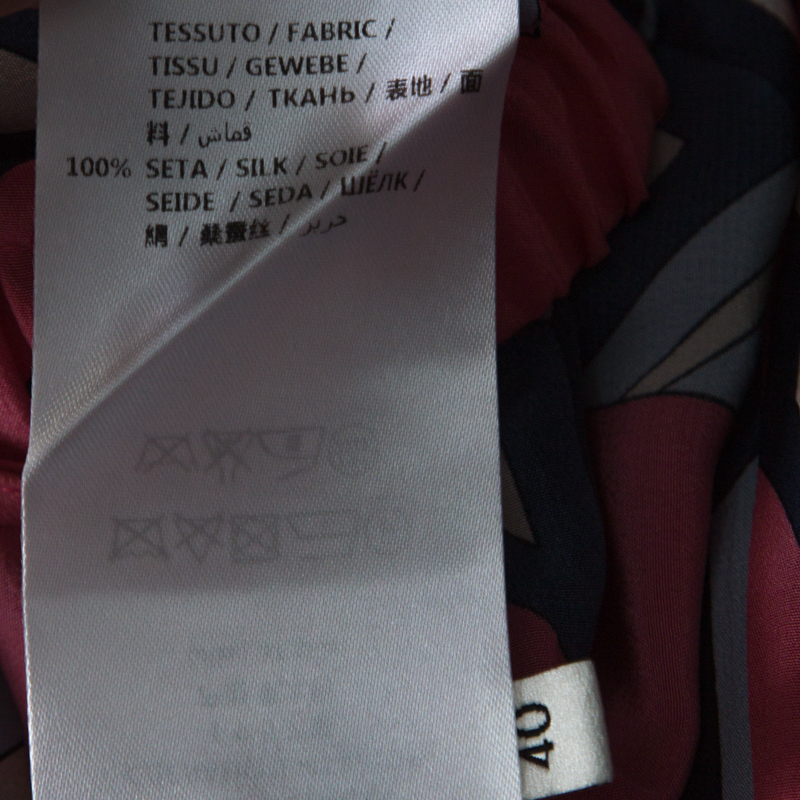 TESSUTO / FABRIC /
TISSU / GEWEBE /
TEJIDO / ТКАНЬ / 表地 / 面
料 / قماش
100% SETA / SILK / SOIE /
SEIDE / SEDA / ШЁЛК /
絹 / 桑蠶丝 / حرير
40